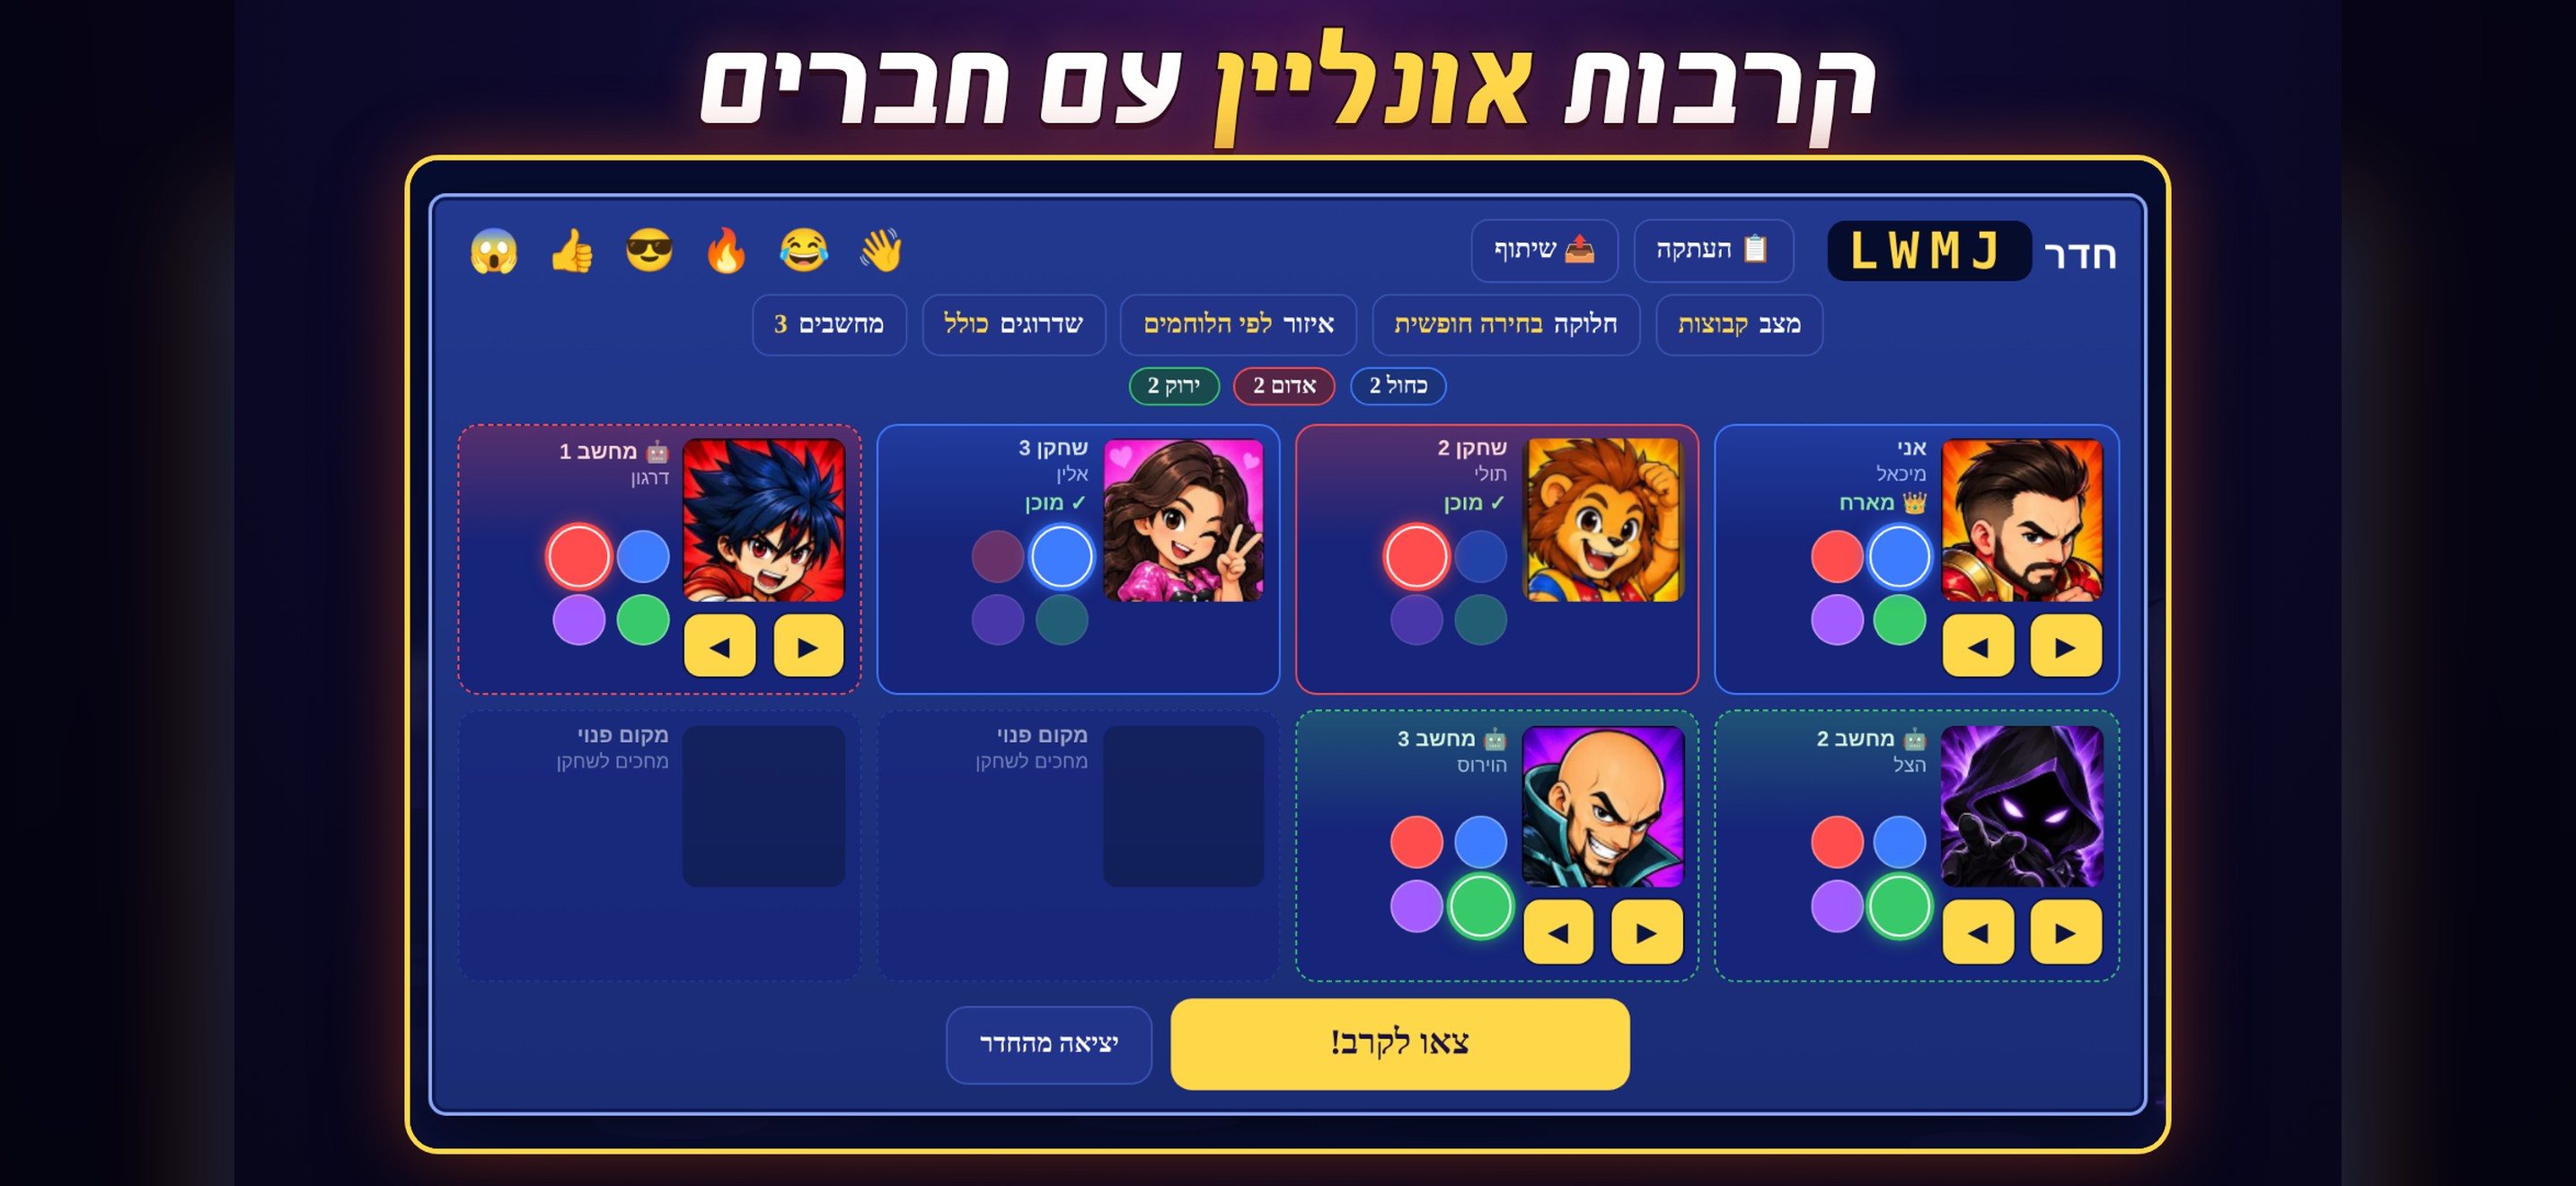 קרבות אונליין עם חברים
חדר LWMJ 📋 העתקה 📤 שיתוף 👋 😂 🔥 😎 👍 😱
מצב קבוצות חלוקה בחירה חופשית איזור לפי הלוחמים שדרוגים כולל מחשבים 3
כחול 2 אדום 2 ירוק 2
אני
מיכאל
👑 מארח
שחקן 2
תולי
✓ מוכן
שחקן 3
אלין
✓ מוכן
🤖 מחשב 1
דרגון
🤖 מחשב 2
הצל
🤖 מחשב 3
הוירוס
מקום פנוי
מחכים לשחקן
מקום פנוי
מחכים לשחקן
צאו לקרב!
יציאה מהחדר